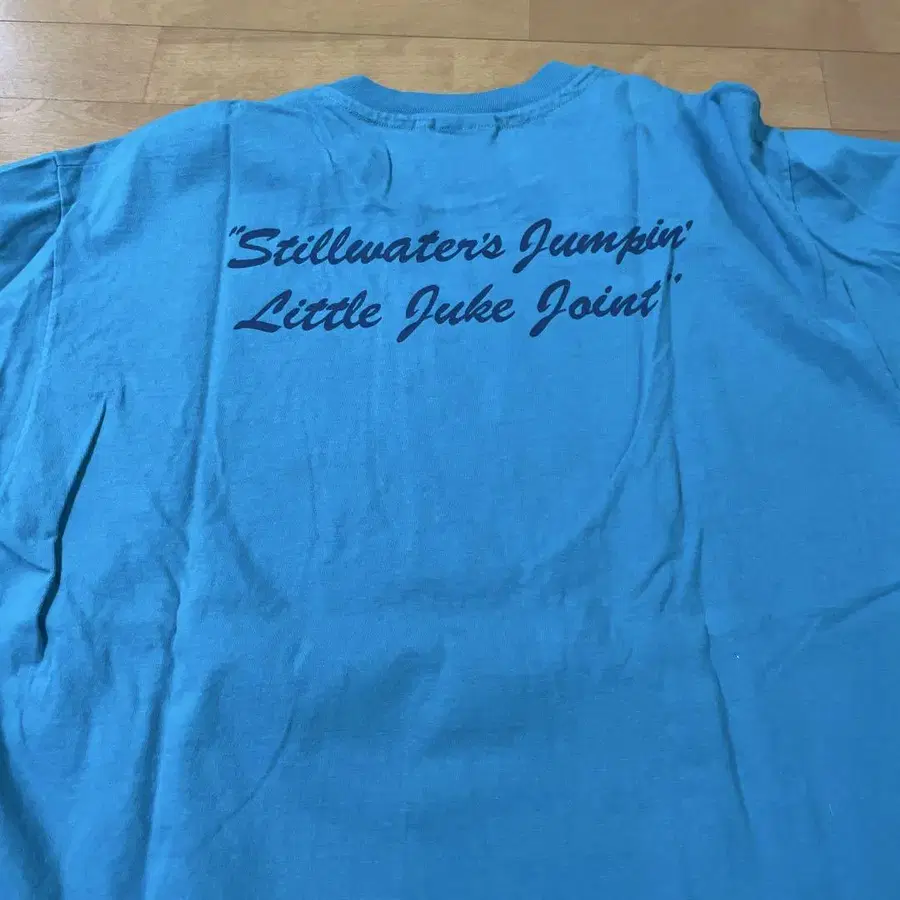 "Stillwater's Jumpin'
Little Juke Joint"